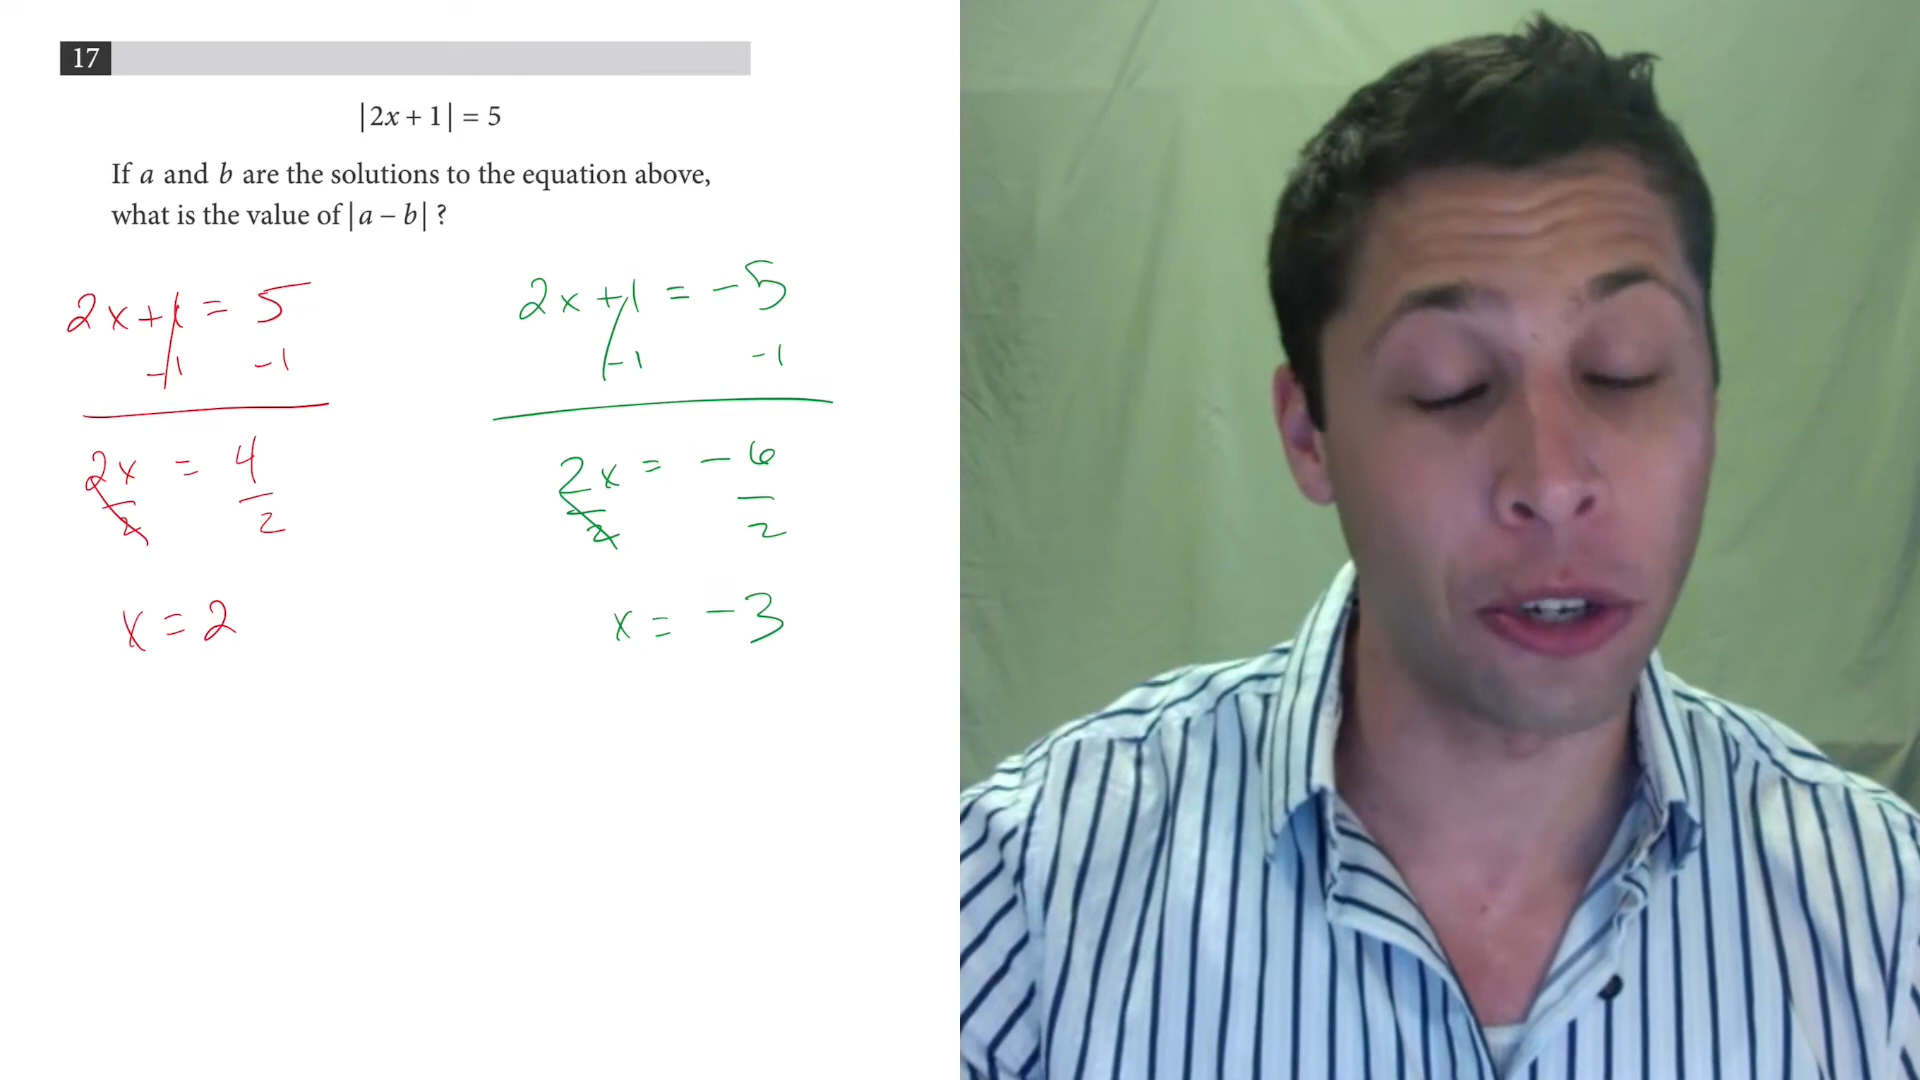 17
|2x + 1| = 5
If a and b are the solutions to the equation above,
what is the value of |a – b| ?
2x+1 = 5
-1 -1
2x = 4
2 2
x = 2
2x+1 = -5
-1 -1
2x = -6
2 2
x = -3